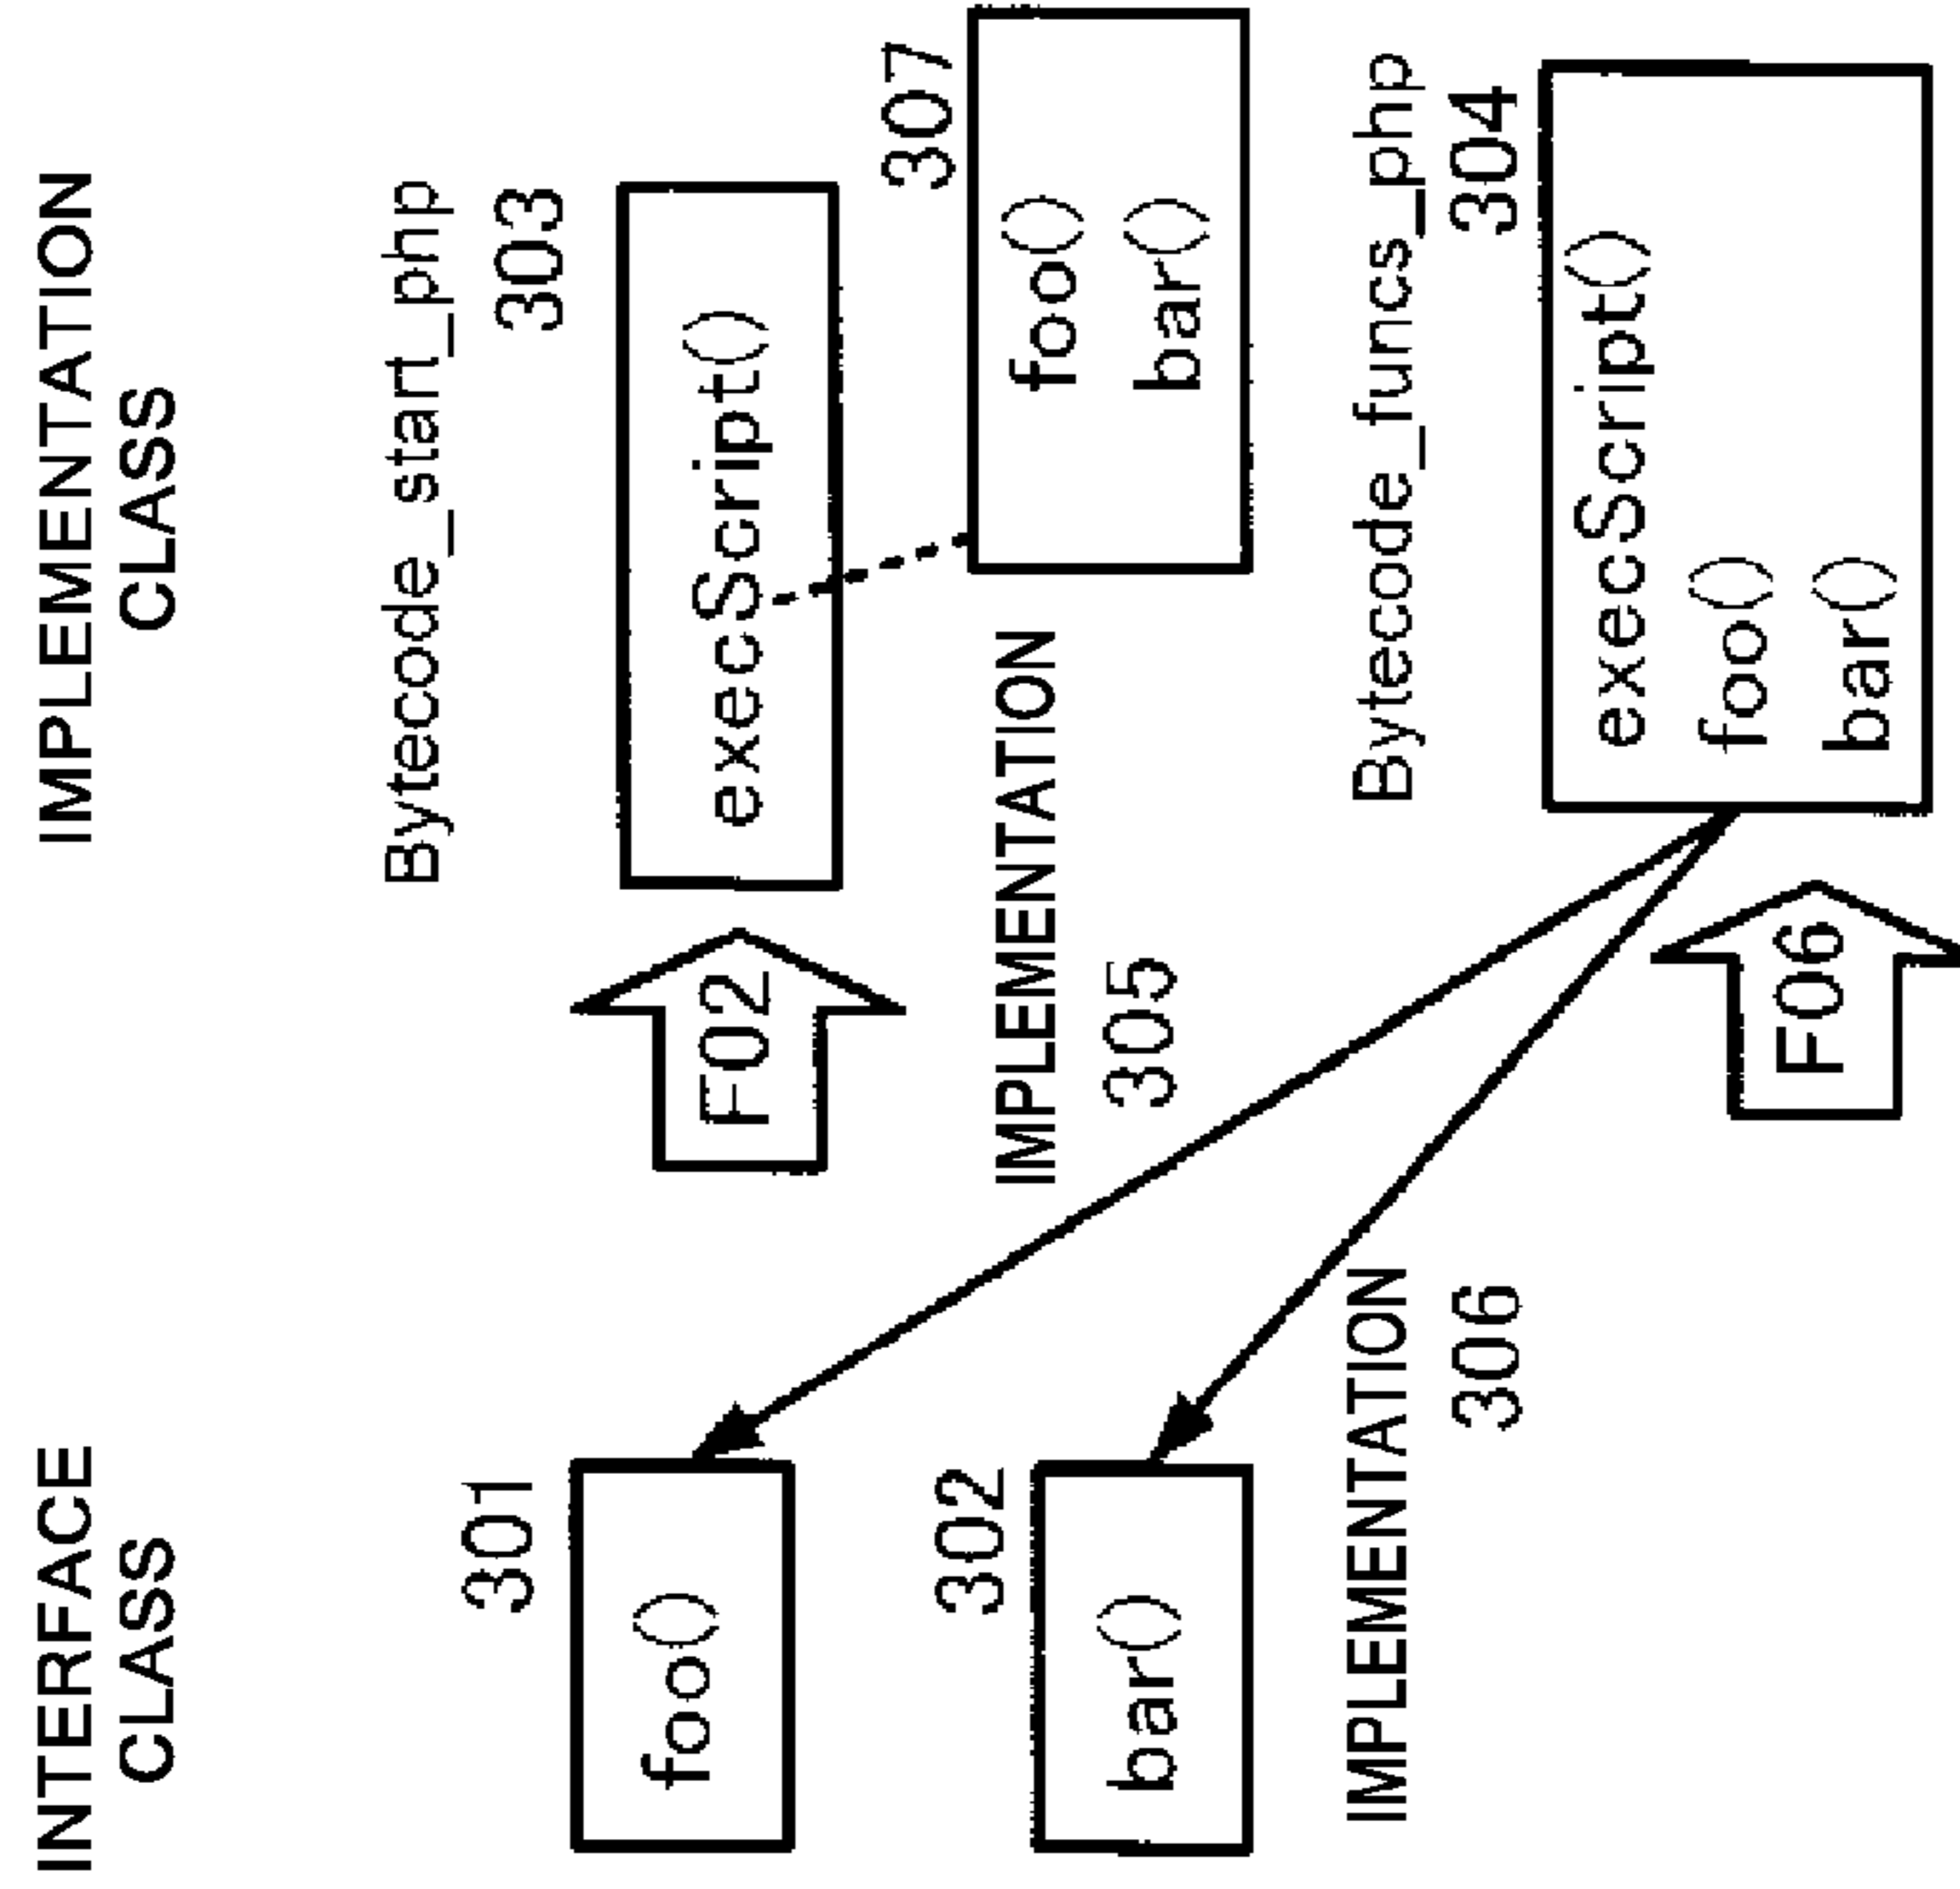 INTERFACE
CLASS
IMPLEMENTATION
CLASS
301
foo()
302
bar()
F02
Bytecode_start_php
303
execScript()
307
foo()
bar()
IMPLEMENTATION
305
IMPLEMENTATION
306
F06
Bytecode_funcs_php
304
execScript()
foo()
bar()